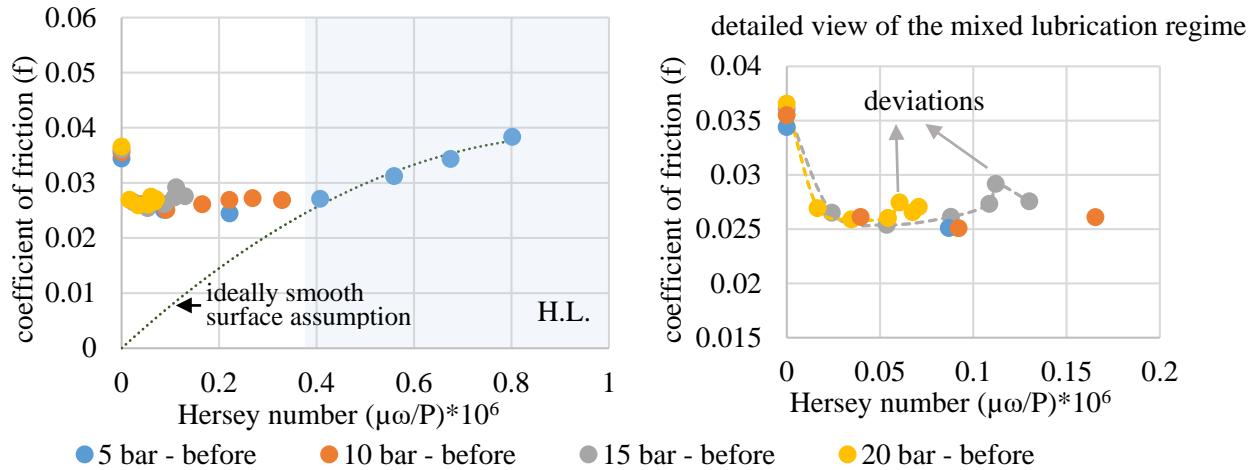 0.06
0.05
0.04
0.03
0.02
0.01
0
coefficient of friction (f)
ideally smooth
surface assumption
H.L.
0 0.2 0.4 0.6 0.8 1
Hersey number (μω/P)*10⁶
detailed view of the mixed lubrication regime
0.04
0.035
0.03
0.025
0.02
0.015
coefficient of friction (f)
deviations
0 0.05 0.1 0.15 0.2
Hersey number (μω/P)*10⁶
5 bar - before 10 bar - before 15 bar - before 20 bar - before